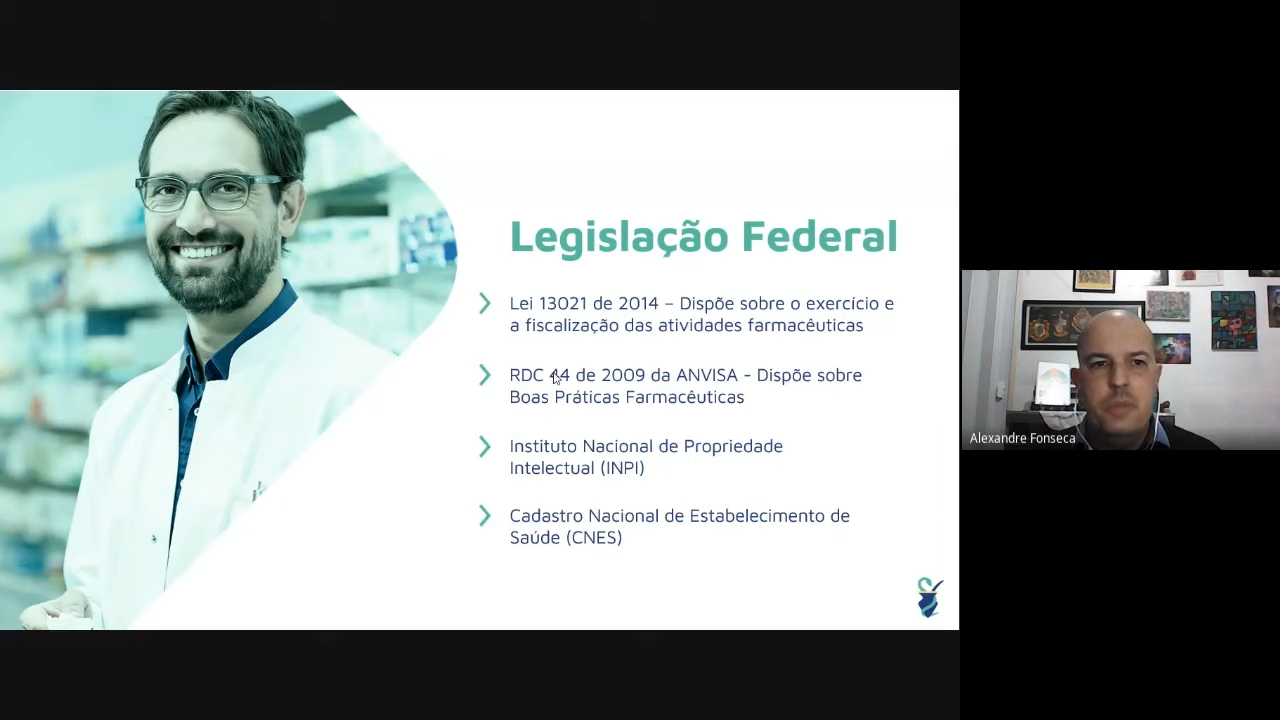 Legislação Federal
Lei 13021 de 2014 – Dispõe sobre o exercício e
a fiscalização das atividades farmacêuticas
RDC 44 de 2009 da ANVISA - Dispõe sobre
Boas Práticas Farmacêuticas
Instituto Nacional de Propriedade
Intelectual (INPI)
Cadastro Nacional de Estabelecimento de
Saúde (CNES)
Alexandre Fonseca